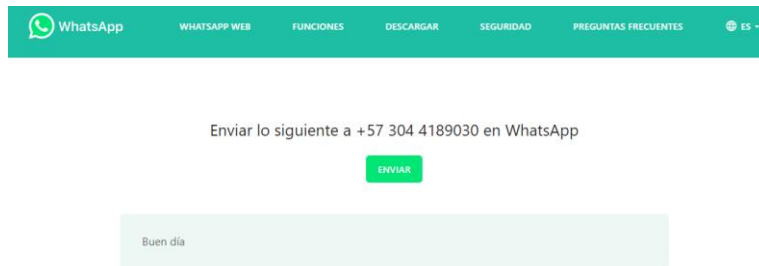 WhatsApp WHATSAPP WEB FUNCIONES DESCARGAR SEGURIDAD PREGUNTAS FRECUENTES ES
Enviar lo siguiente a +57 304 4189030 en WhatsApp
ENVIAR
Buen día